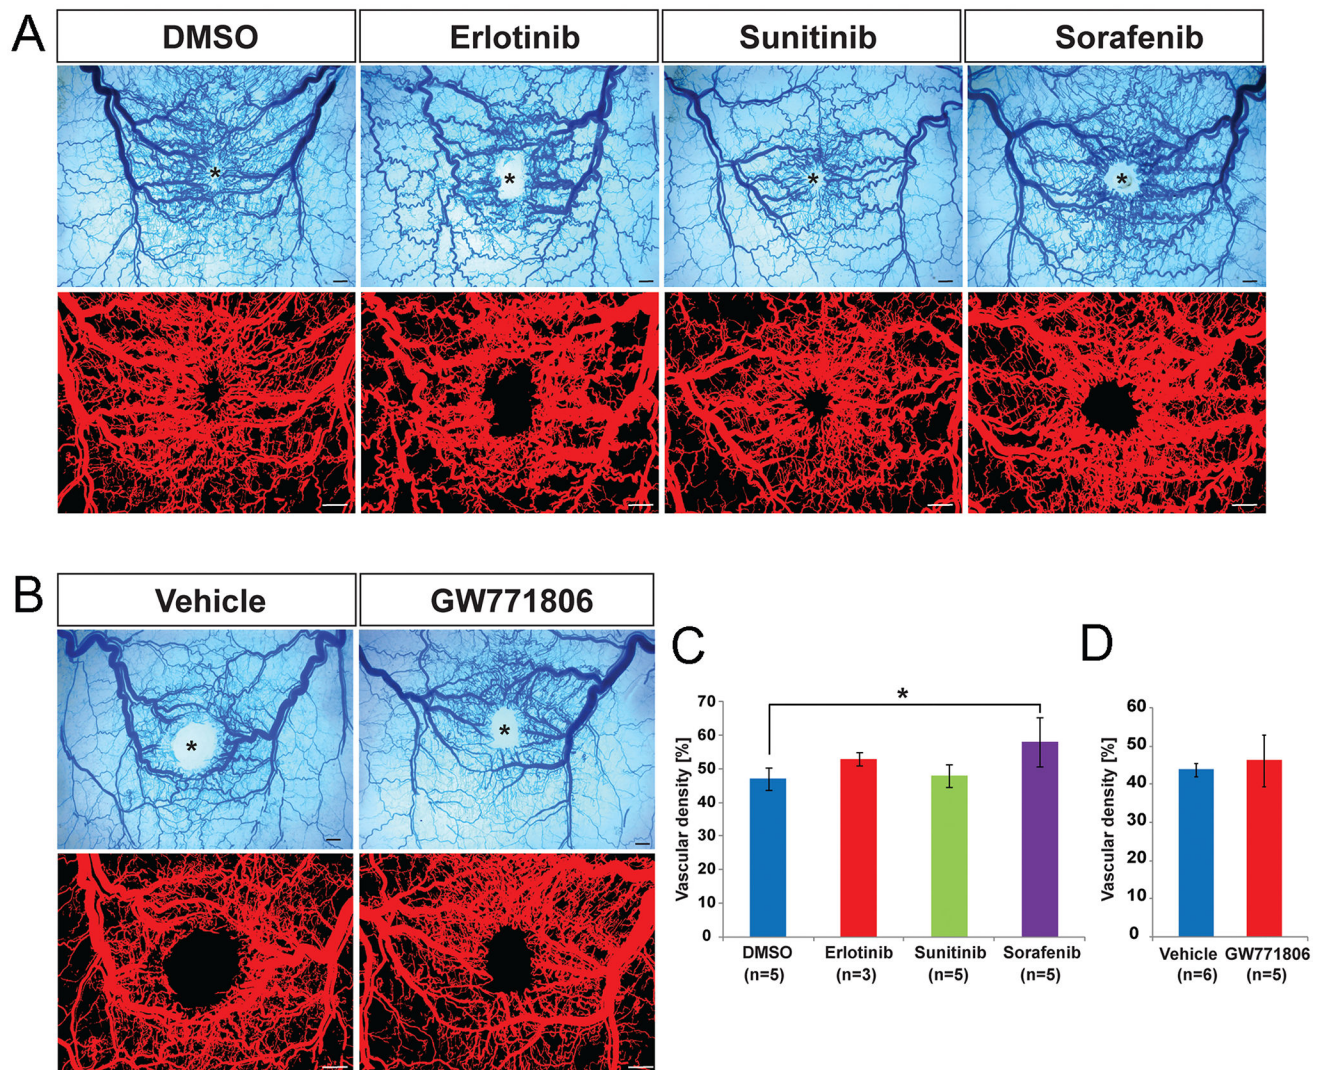 A
DMSO
Erlotinib
Sunitinib
Sorafenib
*
*
*
*
B
Vehicle
GW771806
*
*
C
Vascular density [%]
70
60
50
40
30
20
10
0
*
DMSO
(n=5)
Erlotinib
(n=3)
Sunitinib
(n=5)
Sorafenib
(n=5)
D
Vascular density [%]
60
50
40
30
20
10
0
Vehicle
(n=6)
GW771806
(n=5)